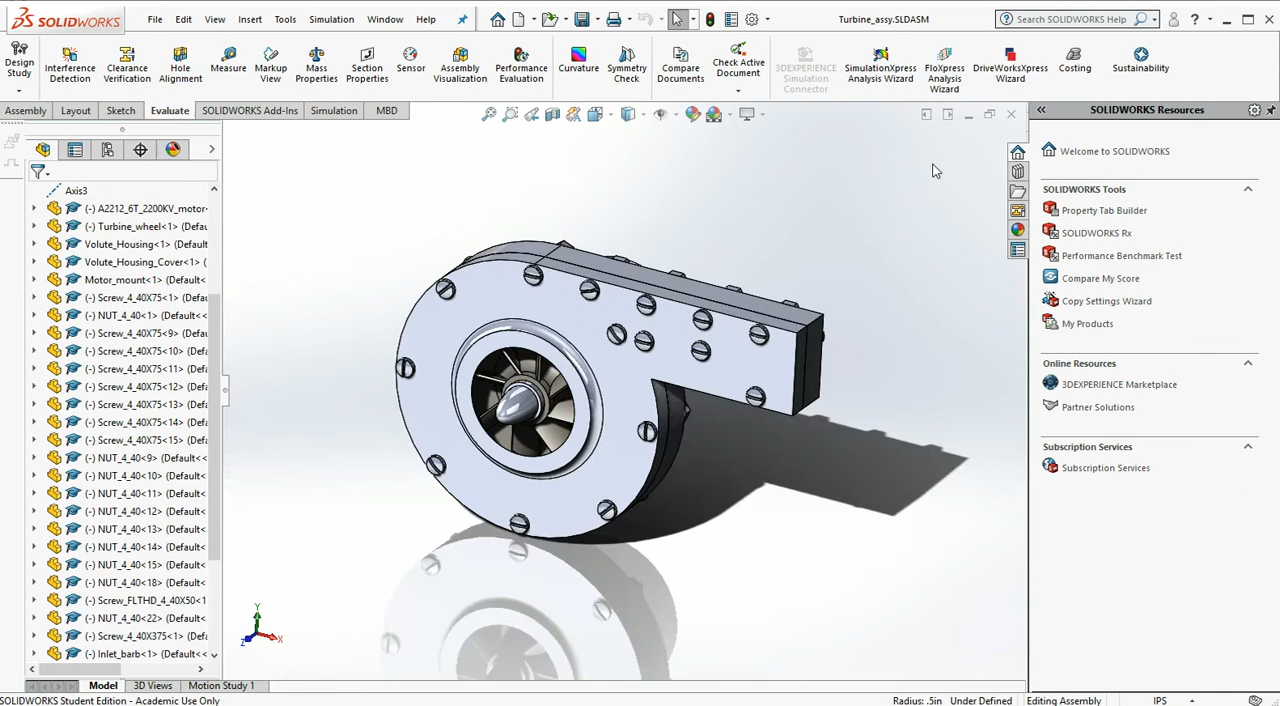 SOLIDWORKS
File Edit View Insert Tools Simulation Window Help
Turbine_assy.SLDASM
Search SOLIDWORKS Help
Design Study
Interference Detection
Clearance Verification
Hole Alignment
Measure
Markup View
Mass Properties
Section Properties
Sensor
Assembly Visualization
Performance Evaluation
Curvature
Symmetry Check
Compare Documents
Check Active Document
3DEXPERIENCE Simulation Connector
SimulationXpress Analysis Wizard
FloXpress Analysis Wizard
DriveWorksXpress Wizard
Costing
Sustainability
Assembly Layout Sketch Evaluate SOLIDWORKS Add-Ins Simulation MBD
Axis3
(-) A2212_6T_2200KV_motor-
(-) Turbine_wheel<1> (Defau
Volute_Housing<1> (Default
Volute_Housing_Cover<1> (
Motor_mount<1> (Default<
(-) Screw_4_40X75<1> (Defa
(-) NUT_4_40<1> (Default<
(-) Screw_4_40X75<9> (Defa
(-) Screw_4_40X75<10> (Def
(-) Screw_4_40X75<11> (Def
(-) Screw_4_40X75<12> (Def
(-) Screw_4_40X75<13> (Def
(-) Screw_4_40X75<14> (Def
(-) Screw_4_40X75<15> (Def
(-) NUT_4_40<9> (Default<
(-) NUT_4_40<10> (Default<
(-) NUT_4_40<11> (Default<
(-) NUT_4_40<12> (Default<
(-) NUT_4_40<13> (Default<
(-) NUT_4_40<14> (Default<
(-) NUT_4_40<15> (Default<
(-) NUT_4_40<18> (Default<
(-) Screw_FLTHD_4_40X50<1
(-) NUT_4_40<22> (Default<
(-) Screw_4_40X375<1> (Def
(-) Inlet_barb<1> (Default<<
Y
Z
X
SOLIDWORKS Resources
Welcome to SOLIDWORKS
SOLIDWORKS Tools
Property Tab Builder
SOLIDWORKS Rx
Performance Benchmark Test
Compare My Score
Copy Settings Wizard
My Products
Online Resources
3DEXPERIENCE Marketplace
Partner Solutions
Subscription Services
Subscription Services
Model 3D Views Motion Study 1
SOLIDWORKS Student Edition - Academic Use Only
Radius: .5in Under Defined Editing Assembly IPS